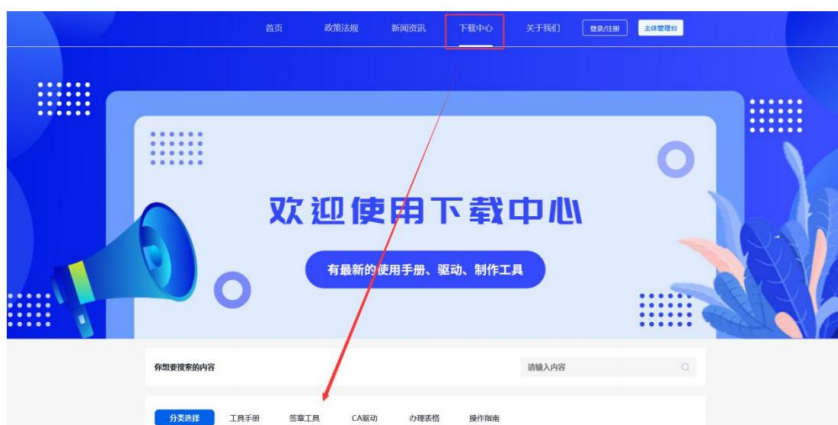 首页 政策法规 新闻资讯 下载中心 关于我们 登录/注册 主体管理台
欢迎使用下载中心
有最新的使用手册、驱动、制作工具
你想要搜索的内容 请输入内容
分类选择 工具手册 签章工具 CA驱动 办理表格 操作指南